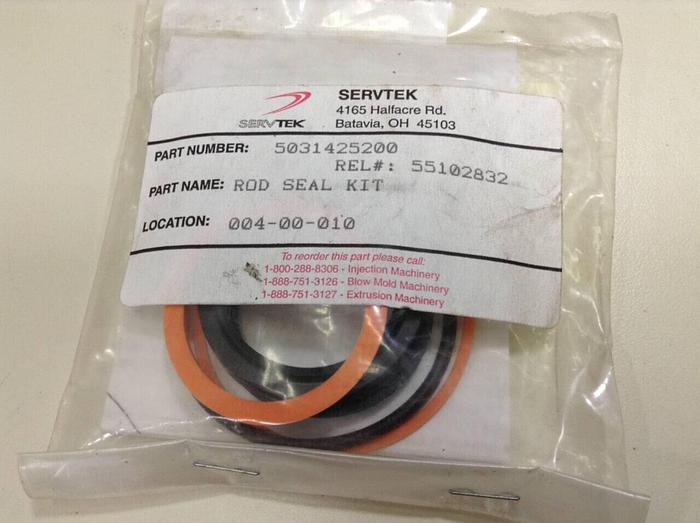 SERVTEK
SERVTEK
4165 Halfacre Rd.
Batavia, OH 45103
PART NUMBER: 5031425200
REL#: 55102832
PART NAME: ROD SEAL KIT
LOCATION: 004-00-010
To reorder this part please call:
1-800-288-8306 - Injection Machinery
1-888-751-3126 - Blow Mold Machinery
1-888-751-3127 - Extrusion Machinery